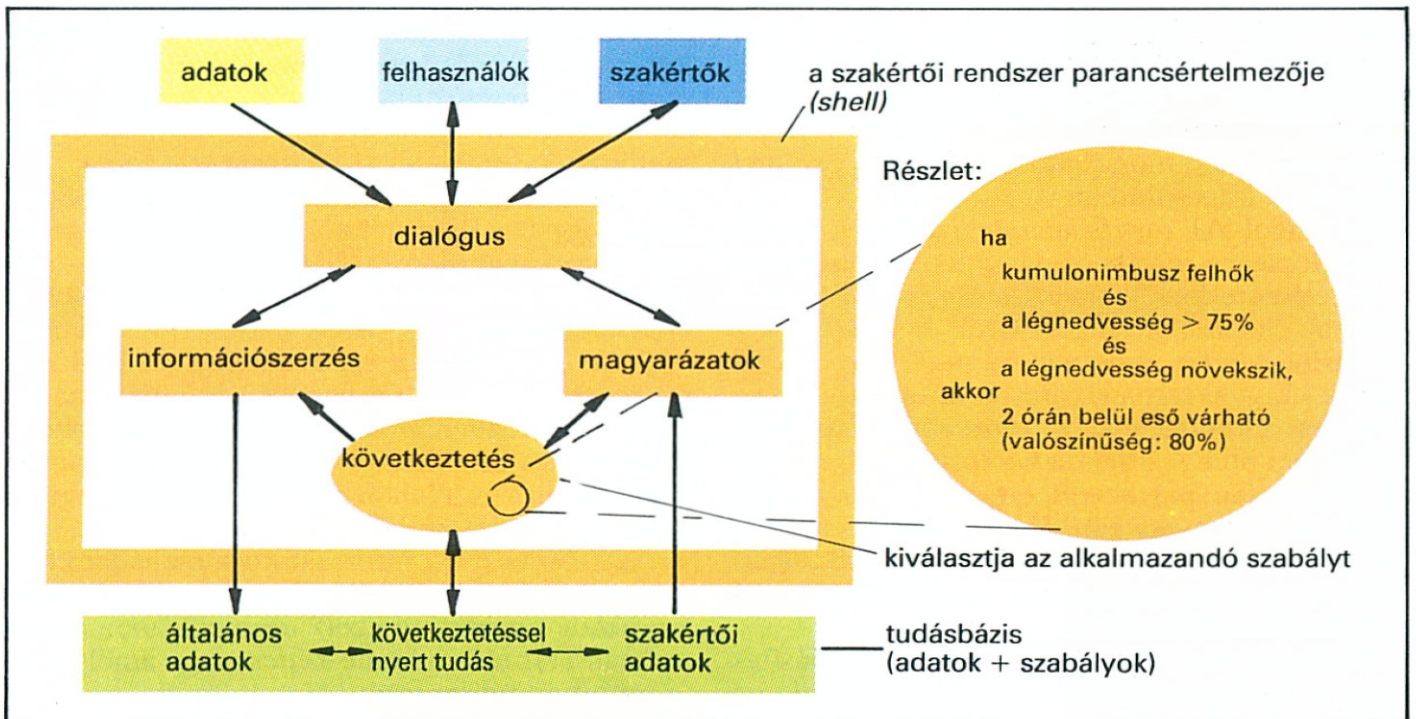 adatok
felhasználók
szakértők
a szakértői rendszer parancsértelmezője
(shell)
Részlet:
dialógus
ha
kumulonimbusz felhők
és
a légnedvesség > 75%
és
a légnedvesség növekszik,
akkor
2 órán belül eső várható
(valószínűség: 80%)
információszerzés
magyarázatok
következtetés
kiválasztja az alkalmazandó szabályt
általános
adatok
következtetéssel
nyert tudás
szakértői
adatok
tudásbázis
(adatok + szabályok)